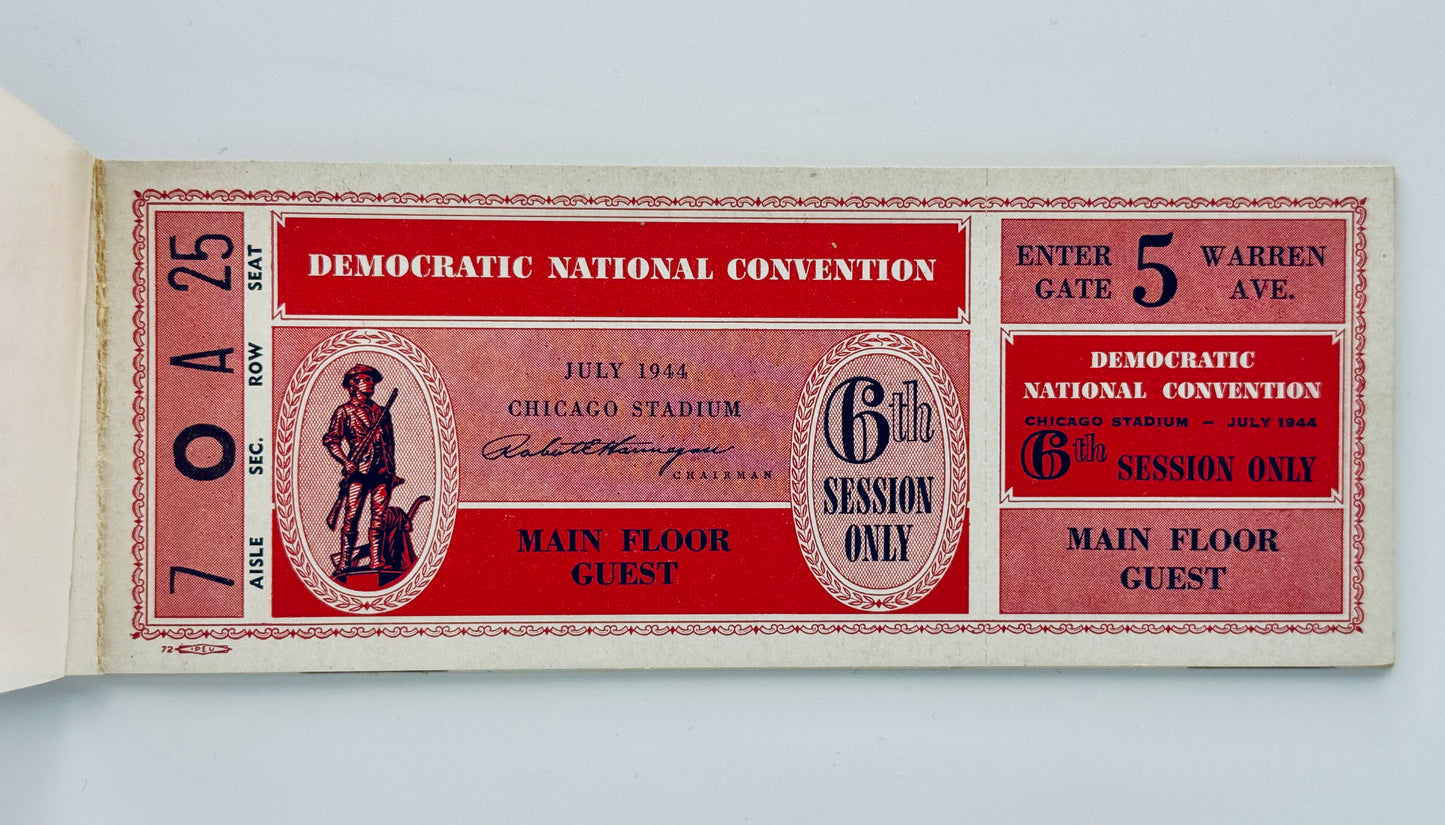 SEAT 25
ROW A
SEC. O
AISLE 7
DEMOCRATIC NATIONAL CONVENTION
JULY 1944
CHICAGO STADIUM
Robert E Hannegan
CHAIRMAN
MAIN FLOOR
GUEST
6th
SESSION
ONLY
ENTER
GATE
5
WARREN
AVE.
DEMOCRATIC
NATIONAL CONVENTION
CHICAGO STADIUM – JULY 1944
6th SESSION ONLY
MAIN FLOOR
GUEST
72 IPEU